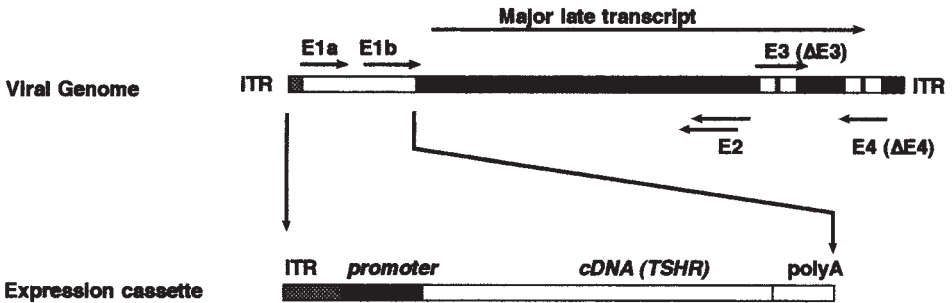 Major late transcript
E1a E1b E3 (ΔE3)
Viral Genome ITR ITR
E2 E4 (ΔE4)
ITR promoter cDNA (TSHR) polyA
Expression cassette